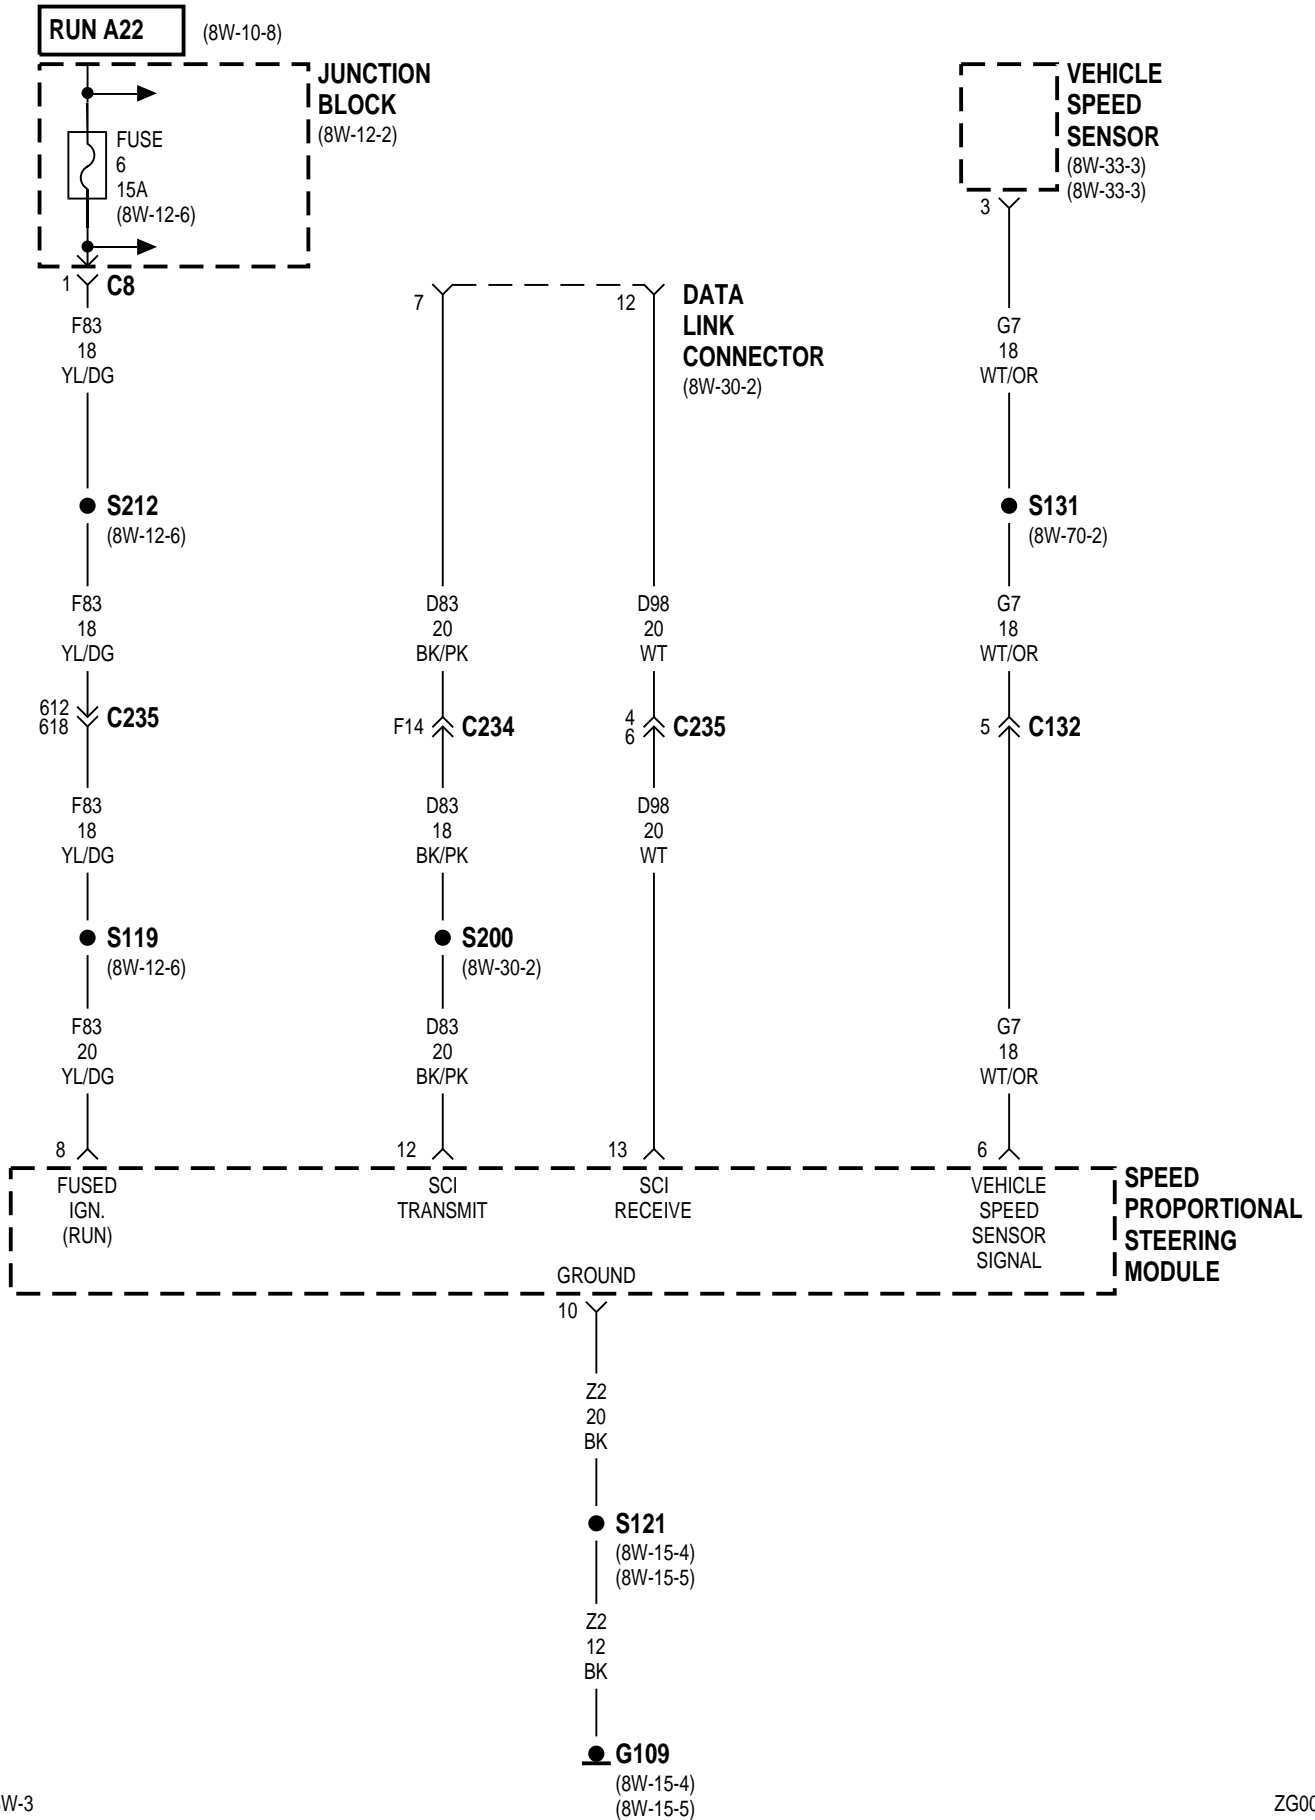 RUN A22 (8W-10-8)
JUNCTION
BLOCK
(8W-12-2)
FUSE
6
15A
(8W-12-6)
1 C8
F83
18
YL/DG
S212
(8W-12-6)
F83
18
YL/DG
612
618
C235
F83
18
YL/DG
S119
(8W-12-6)
F83
20
YL/DG
8
FUSED
IGN.
(RUN)
7
12
DATA
LINK
CONNECTOR
(8W-30-2)
D83
20
BK/PK
F14 C234
D83
18
BK/PK
S200
(8W-30-2)
D83
20
BK/PK
12
SCI
TRANSMIT
D98
20
WT
4
6
C235
D98
20
WT
13
SCI
RECEIVE
VEHICLE
SPEED
SENSOR
(8W-33-3)
(8W-33-3)
3
G7
18
WT/OR
S131
(8W-70-2)
G7
18
WT/OR
5 C132
G7
18
WT/OR
6
VEHICLE
SPEED
SENSOR
SIGNAL
SPEED
PROPORTIONAL
STEERING
MODULE
GROUND
10
Z2
20
BK
S121
(8W-15-4)
(8W-15-5)
Z2
12
BK
G109
(8W-15-4)
(8W-15-5)
W-3
ZG00